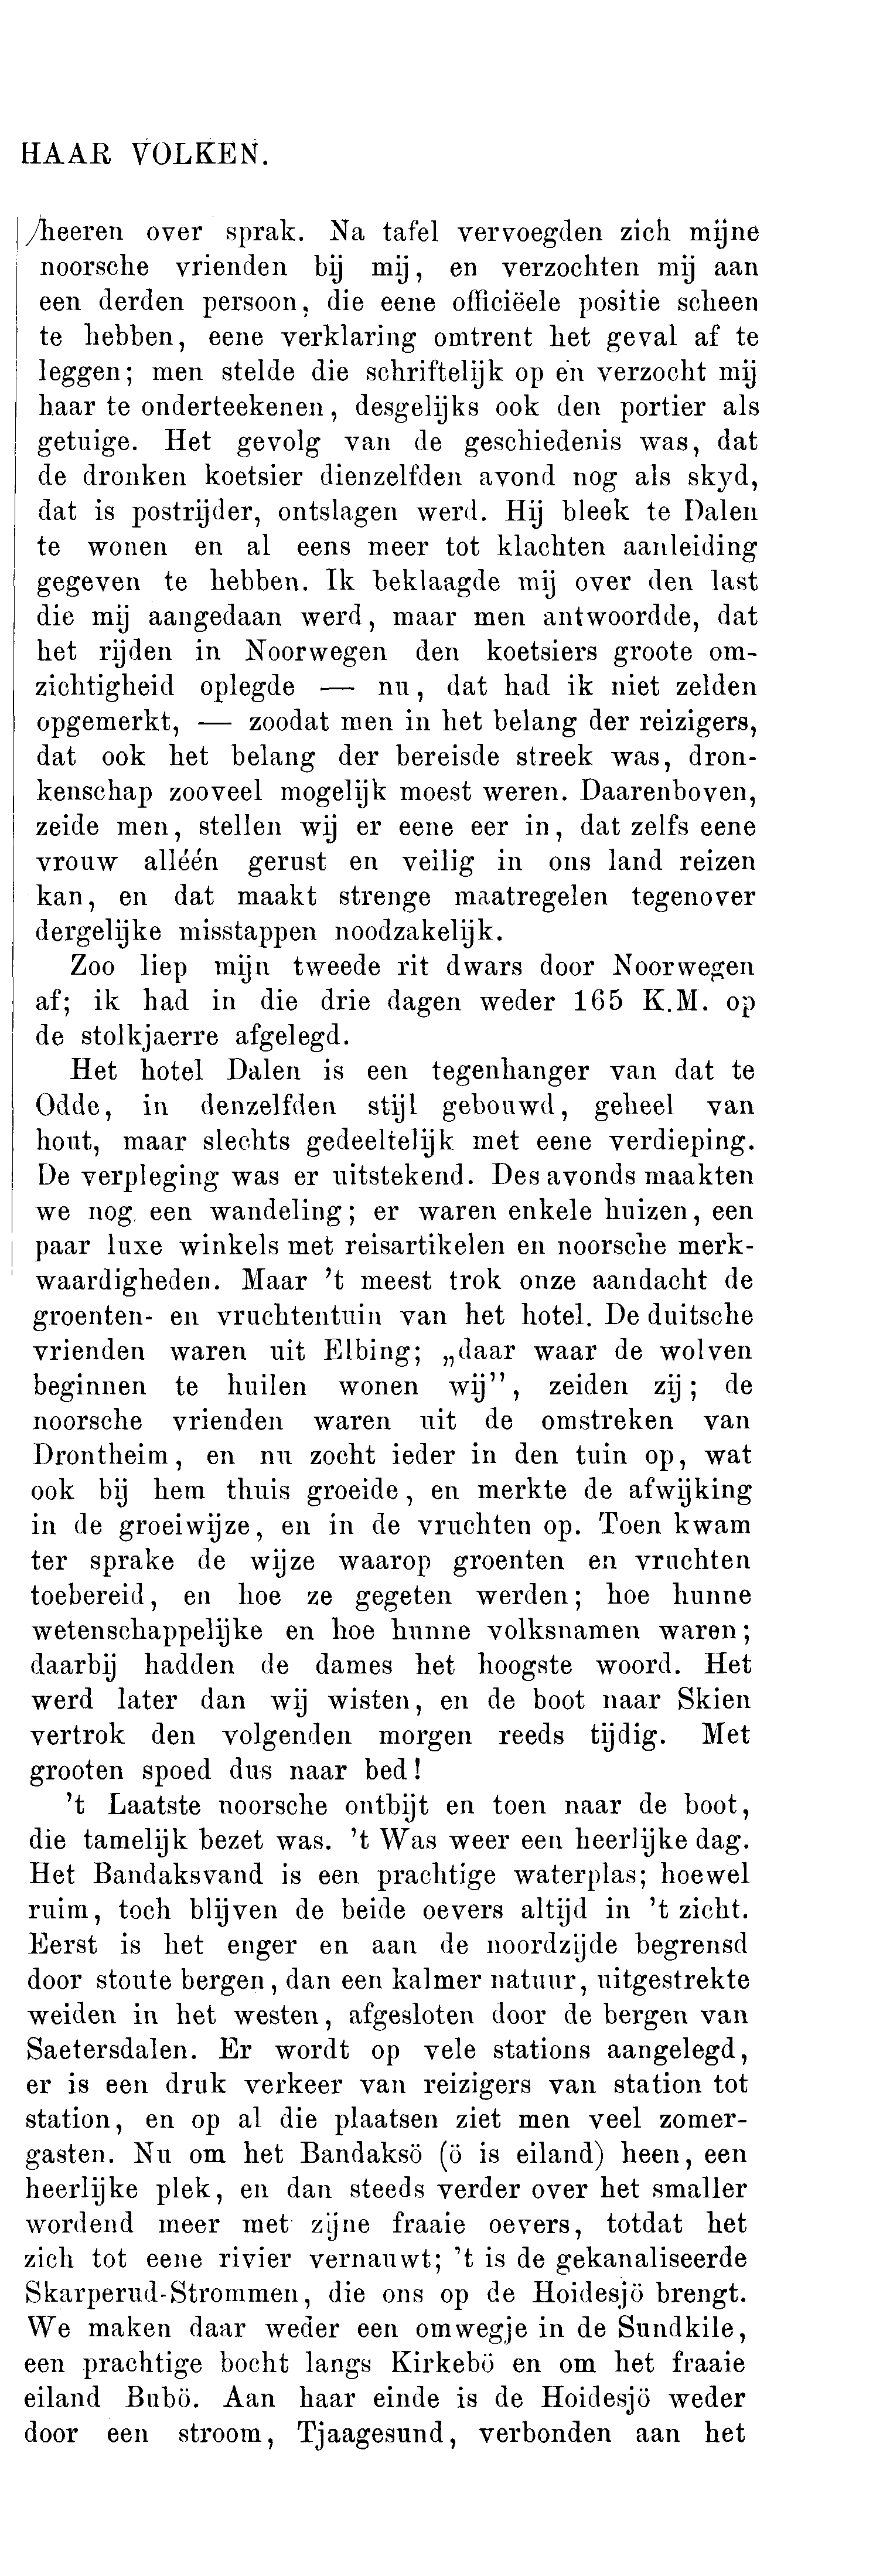 HAAR VOLKEN.
heeren over sprak. Na tafel vervoegden zich mijne
noorsche vrienden bij mij, en verzochten mij aan
een derden persoon, die eene officiëele positie scheen
te hebben, eene verklaring omtrent het geval af te
leggen; men stelde die schriftelijk op en verzocht mij
haar te onderteekenen, desgelijks ook den portier als
getuige. Het gevolg van de geschiedenis was, dat
de dronken koetsier dienzelfden avond nog als skyd,
dat is postrijder, ontslagen werd. Hij bleek te Dalen
te wonen en al eens meer tot klachten aanleiding
gegeven te hebben. Ik beklaagde mij over den last
die mij aangedaan werd, maar men antwoordde, dat
het rijden in Noorwegen den koetsiers groote om-
zichtigheid oplegde — nu, dat had ik niet zelden
opgemerkt, — zoodat men in het belang der reizigers,
dat ook het belang der bereisde streek was, dron-
kenschap zooveel mogelijk moest weren. Daarenboven,
zeide men, stellen wij er eene eer in, dat zelfs eene
vrouw alléén gerust en veilig in ons land reizen
kan, en dat maakt strenge maatregelen tegenover
dergelijke misstappen noodzakelijk.
Zoo liep mijn tweede rit dwars door Noorwegen
af; ik had in die drie dagen weder 165 K.M. op
de stolkjaerre afgelegd.
Het hotel Dalen is een tegenhanger van dat te
Odde, in denzelfden stijl gebouwd, geheel van
hout, maar slechts gedeeltelijk met eene verdieping.
De verpleging was er uitstekend. Des avonds maakten
we nog een wandeling; er waren enkele huizen, een
paar luxe winkels met reisartikelen en noorsche merk-
waardigheden. Maar 't meest trok onze aandacht de
groenten- en vruchtentuin van het hotel. De duitsche
vrienden waren uit Elbing; „daar waar de wolven
beginnen te huilen wonen wij”, zeiden zij; de
noorsche vrienden waren uit de omstreken van
Drontheim, en nu zocht ieder in den tuin op, wat
ook bij hem thuis groeide, en merkte de afwijking
in de groeiwijze, en in de vruchten op. Toen kwam
ter sprake de wijze waarop groenten en vruchten
toebereid, en hoe ze gegeten werden; hoe hunne
wetenschappelijke en hoe hunne volksnamen waren;
daarbij hadden de dames het hoogste woord. Het
werd later dan wij wisten, en de boot naar Skien
vertrok den volgenden morgen reeds tijdig. Met
grooten spoed dus naar bed!
't Laatste noorsche ontbijt en toen naar de boot,
die tamelijk bezet was. 't Was weer een heerlijke dag.
Het Bandaksvand is een prachtige waterplas; hoewel
ruim, toch blijven de beide oevers altijd in 't zicht.
Eerst is het enger en aan de noordzijde begrensd
door stoute bergen, dan een kalmer natuur, uitgestrekte
weiden in het westen, afgesloten door de bergen van
Saetersdalen. Er wordt op vele stations aangelegd,
er is een druk verkeer van reizigers van station tot
station, en op al die plaatsen ziet men veel zomer-
gasten. Nu om het Bandaksö (ö is eiland) heen, een
heerlijke plek, en dan steeds verder over het smaller
wordend meer met zijne fraaie oevers, totdat het
zich tot eene rivier vernauwt; 't is de gekanaliseerde
Skarperud-Strommen, die ons op de Hoidesjö brengt.
We maken daar weder een omwegje in de Sundkile,
een prachtige bocht langs Kirkebö en om het fraaie
eiland Bubö. Aan haar einde is de Hoidesjö weder
door een stroom, Tjaagesund, verbonden aan het